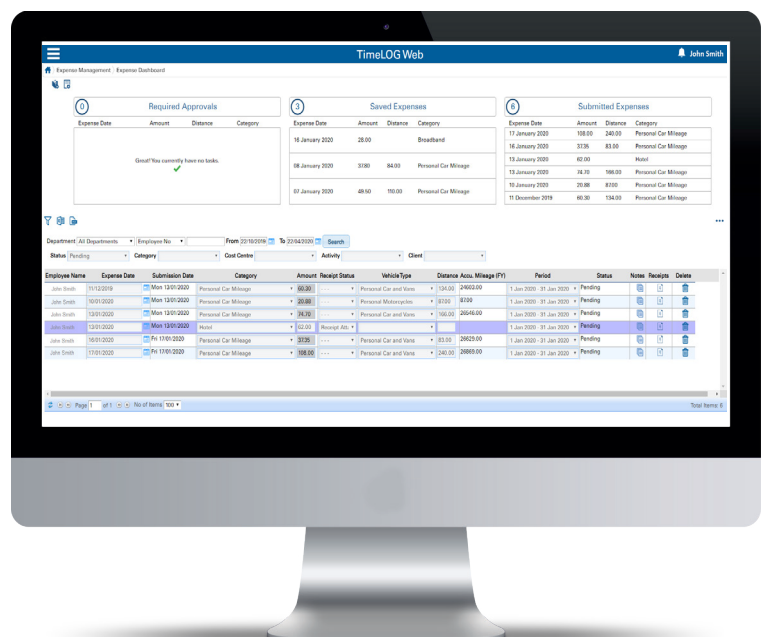 TimeLOG Web
John Smith
Expense Management | Expense Dashboard
0 Required Approvals
Expense Date Amount Distance Category
Great! You currently have no tasks.
3 Saved Expenses
Expense Date Amount Distance Category
16 January 2020 28.00 Broadband
08 January 2020 37.80 84.00 Personal Car Mileage
07 January 2020 49.50 110.00 Personal Car Mileage
6 Submitted Expenses
Expense Date Amount Distance Category
17 January 2020 108.00 240.00 Personal Car Mileage
16 January 2020 37.35 83.00 Personal Car Mileage
13 January 2020 62.00 Hotel
13 January 2020 74.70 166.00 Personal Car Mileage
10 January 2020 20.88 87.00 Personal Car Mileage
11 December 2019 60.30 134.00 Personal Car Mileage
Department All Departments Employee No From 22/10/2019 To 22/04/2020 Search
Status Pending Category Cost Centre Activity Client
Employee Name Expense Date Submission Date Category Amount Receipt Status Vehicle Type Distance Accu. Mileage (FY) Period Status Notes Receipts Delete
John Smith 11/12/2019 Mon 13/01/2020 Personal Car Mileage 60.30 - - - Personal Car and Vans 134.00 24603.00 1 Jan 2020 - 31 Jan 2020 Pending
John Smith 10/01/2020 Mon 13/01/2020 Personal Car Mileage 20.88 - - - Personal Motorcycles 87.00 87.00 1 Jan 2020 - 31 Jan 2020 Pending
John Smith 13/01/2020 Mon 13/01/2020 Personal Car Mileage 74.70 - - - Personal Car and Vans 166.00 26546.00 1 Jan 2020 - 31 Jan 2020 Pending
John Smith 13/01/2020 Mon 13/01/2020 Hotel 62.00 Receipt Atta 1 Jan 2020 - 31 Jan 2020 Pending
John Smith 16/01/2020 Fri 17/01/2020 Personal Car Mileage 37.35 - - - Personal Car and Vans 83.00 26629.00 1 Jan 2020 - 31 Jan 2020 Pending
John Smith 17/01/2020 Fri 17/01/2020 Personal Car Mileage 108.00 - - - Personal Car and Vans 240.00 26869.00 1 Jan 2020 - 31 Jan 2020 Pending
Page 1 of 1 No of Items 100 Total Items: 6